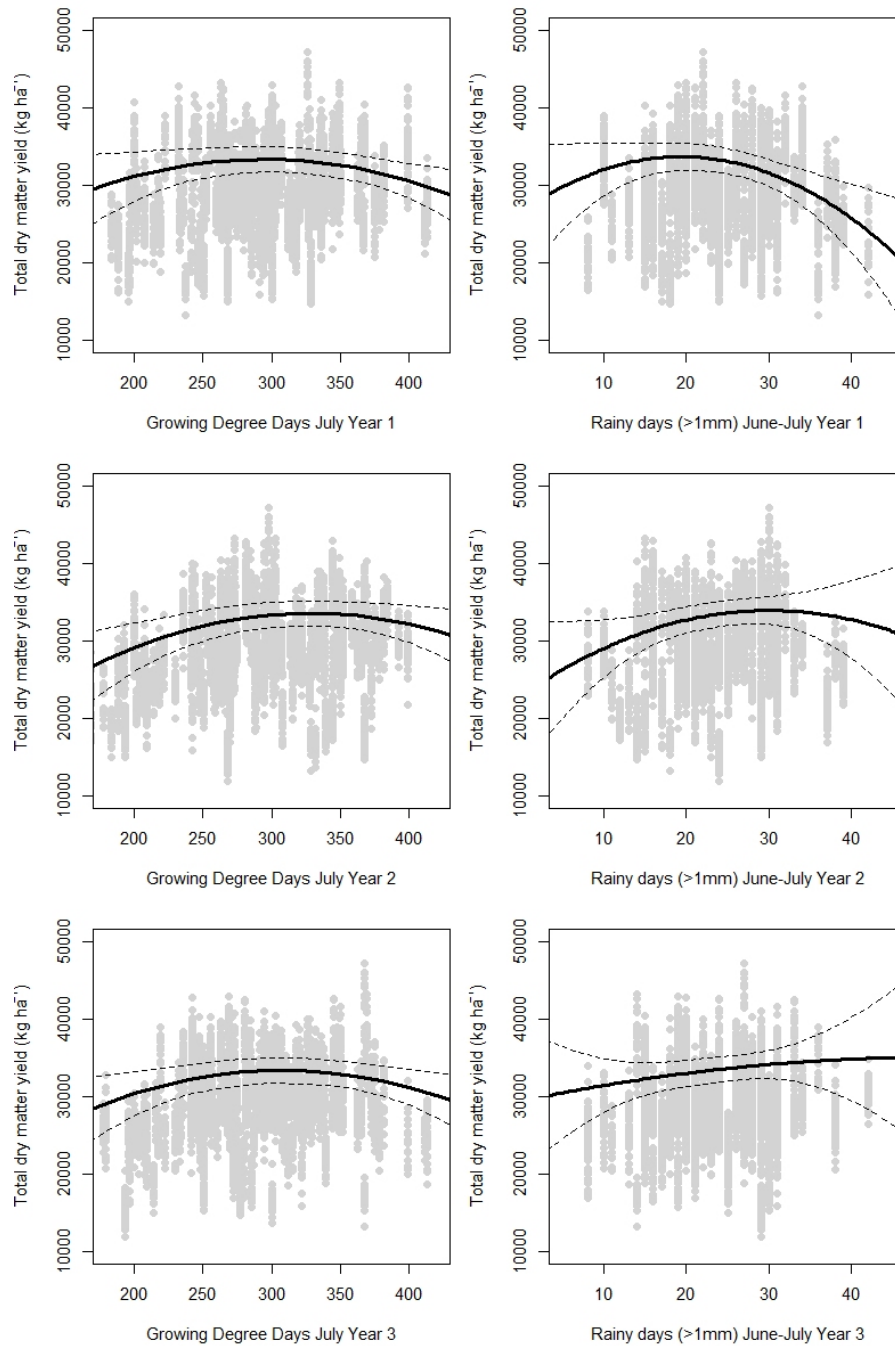 Total dry matter yield (kg ha⁻¹)
50000
40000
30000
20000
10000
200 250 300 350 400
Growing Degree Days July Year 1
Total dry matter yield (kg ha⁻¹)
50000
40000
30000
20000
10000
10 20 30 40
Rainy days (>1mm) June-July Year 1
Total dry matter yield (kg ha⁻¹)
50000
40000
30000
20000
10000
200 250 300 350 400
Growing Degree Days July Year 2
Total dry matter yield (kg ha⁻¹)
50000
40000
30000
20000
10000
10 20 30 40
Rainy days (>1mm) June-July Year 2
Total dry matter yield (kg ha⁻¹)
50000
40000
30000
20000
10000
200 250 300 350 400
Growing Degree Days July Year 3
Total dry matter yield (kg ha⁻¹)
50000
40000
30000
20000
10000
10 20 30 40
Rainy days (>1mm) June-July Year 3